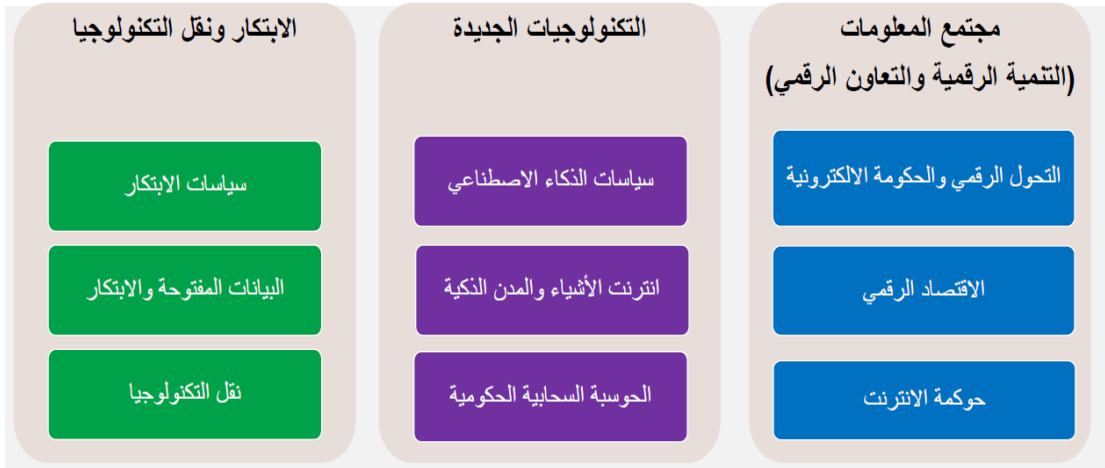 مجتمع المعلومات
(التنمية الرقمية والتعاون الرقمي)
التحول الرقمي والحكومة الالكترونية
الاقتصاد الرقمي
حوكمة الانترنت
التكنولوجيات الجديدة
سياسات الذكاء الاصطناعي
انترنت الأشياء والمدن الذكية
الحوسبة السحابية الحكومية
الابتكار ونقل التكنولوجيا
سياسات الابتكار
البيانات المفتوحة والابتكار
نقل التكنولوجيا